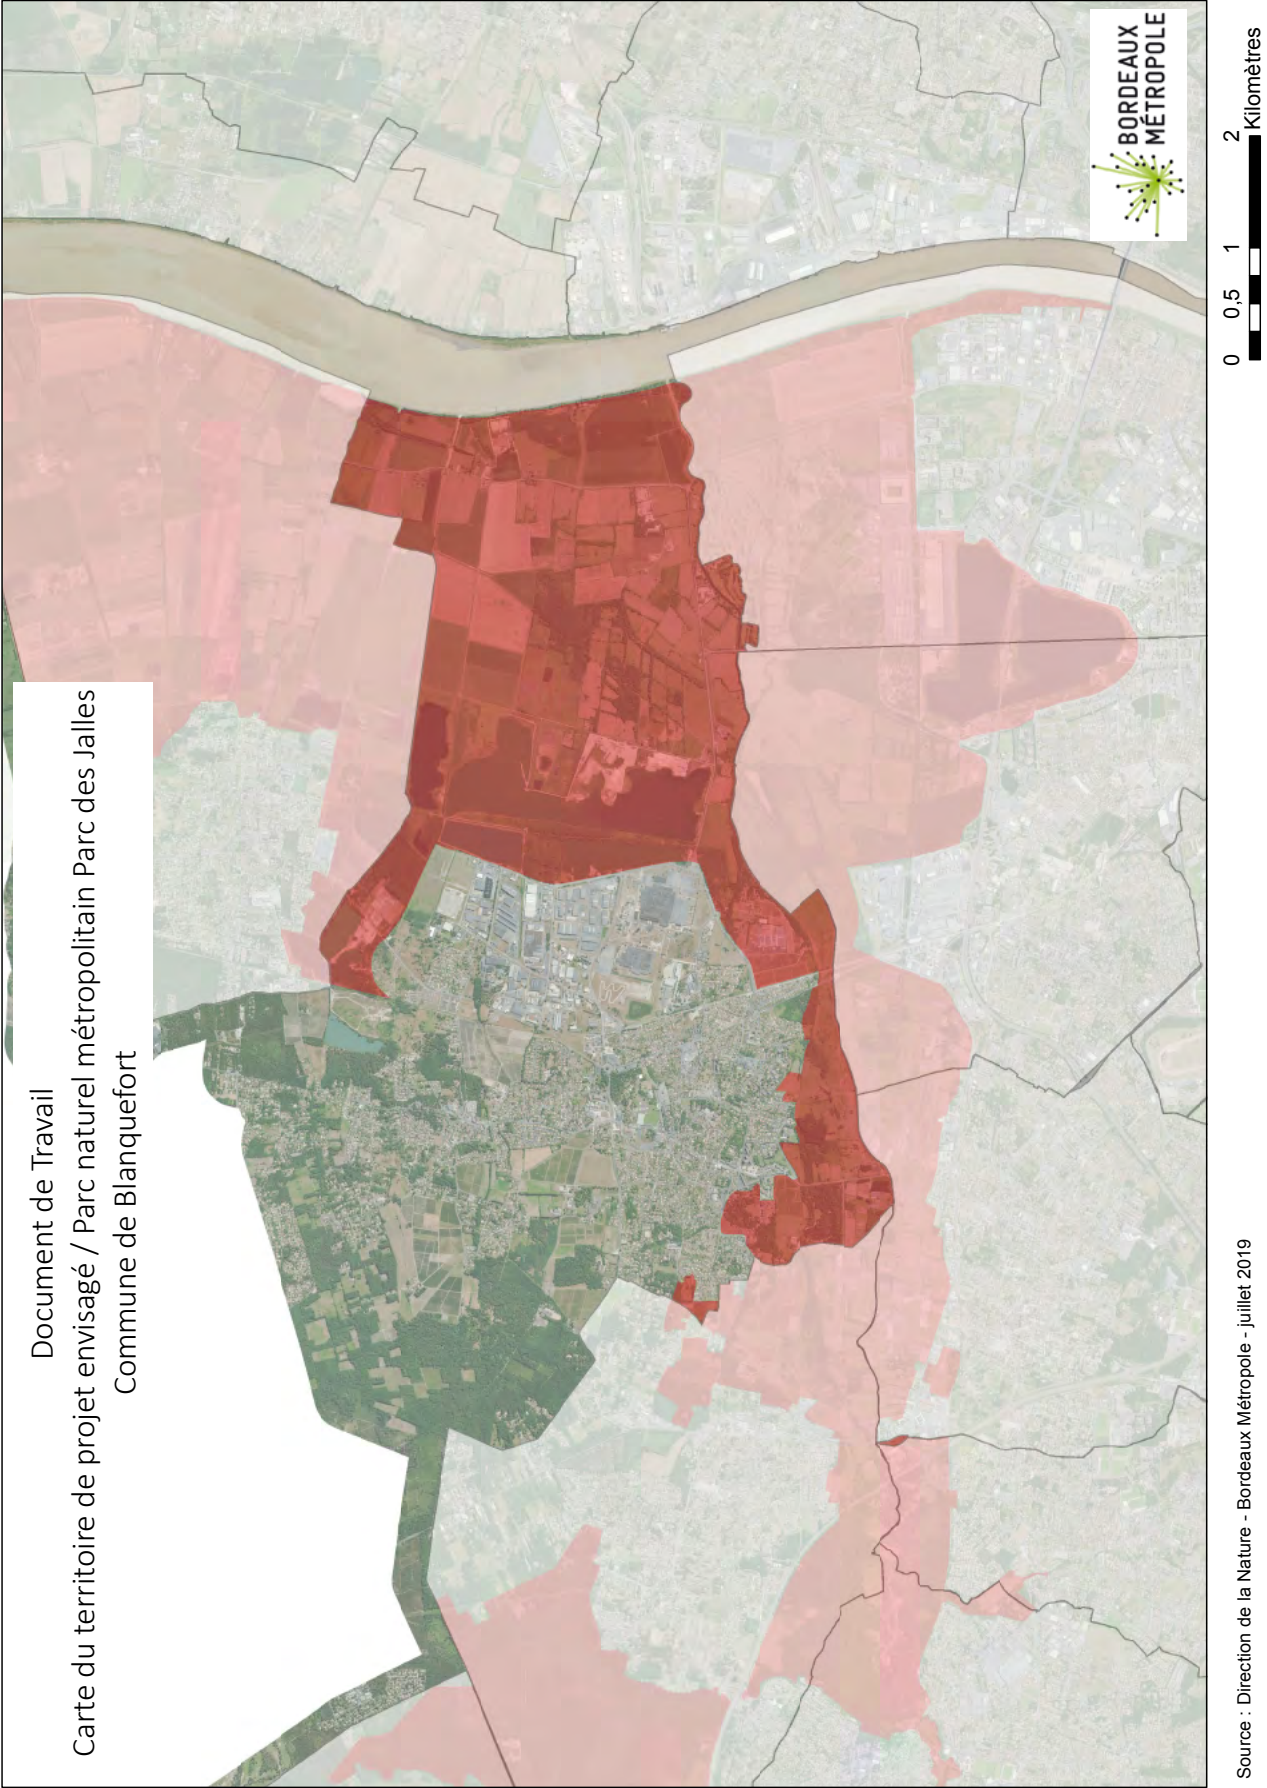 Document de Travail
Carte du territoire de projet envisagé / Parc naturel métropolitain Parc des Jalles
Commune de Blanquefort
BORDEAUX
MÉTROPOLE
0 0,5 1 2
Kilomètres
Source : Direction de la Nature - Bordeaux Métropole - juillet 2019